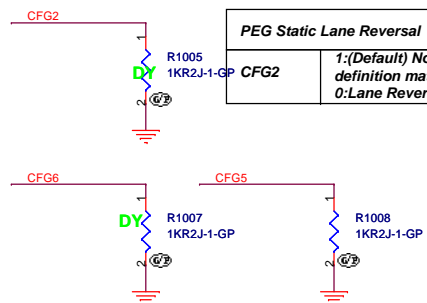 CFG2
1
R1005
1KR2J-1-GP
DY
2
G/P
PEG Static Lane Reversal
CFG2
1:(Default) No
definition ma
0:Lane Rever
CFG6
CFG5
1
DY
R1007
1KR2J-1-GP
2
G/P
1
R1008
1KR2J-1-GP
2
G/P